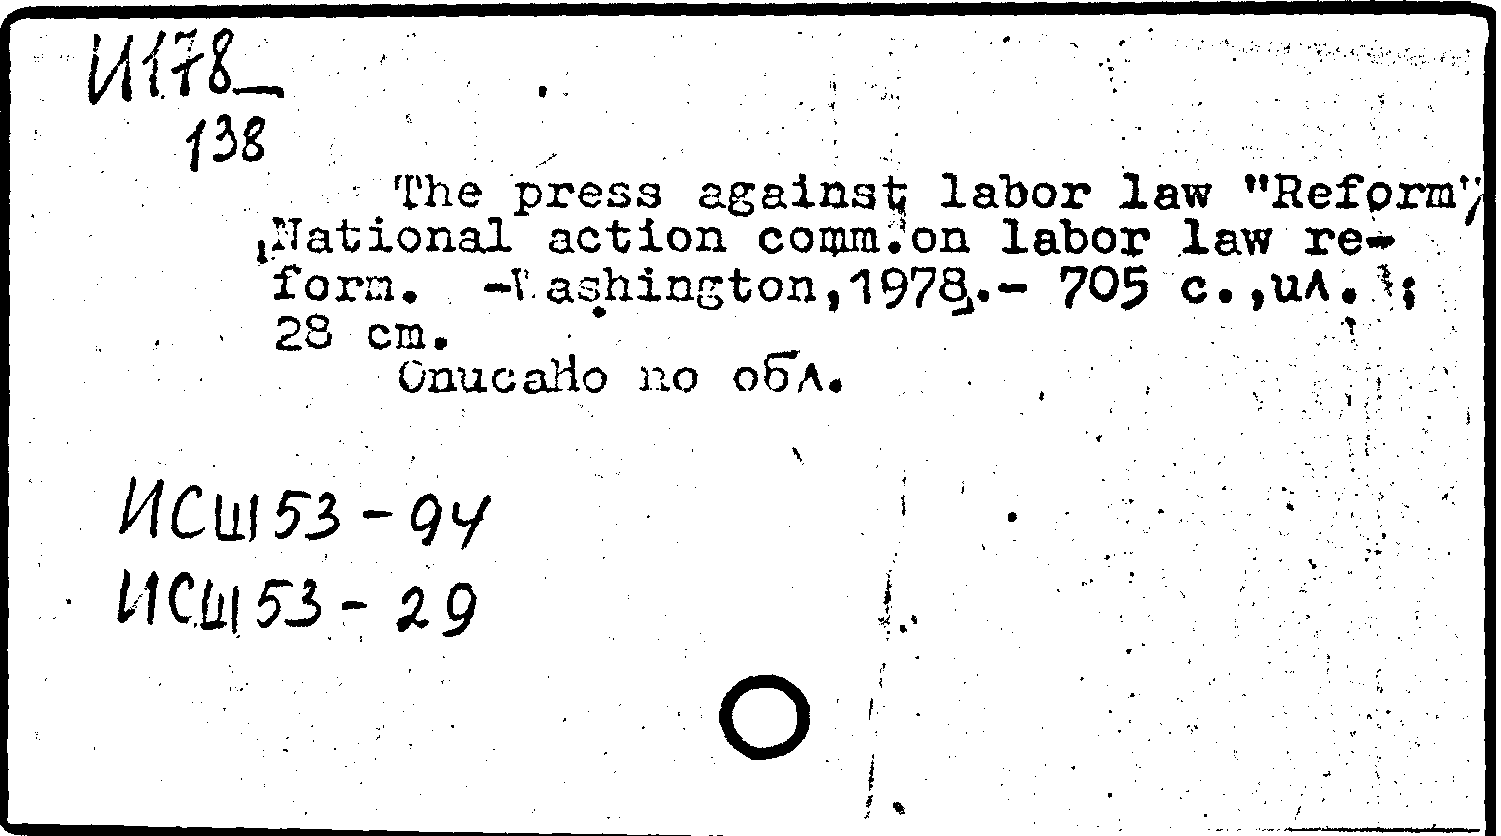 И178
138
The press against labor law "Reform"/
National action comm.on labor law re-
form. -Washington,1978.- 705 с.,ил. ;
28 cm.
Описано по обл.
ИСШ53-94
ИСШ53-29